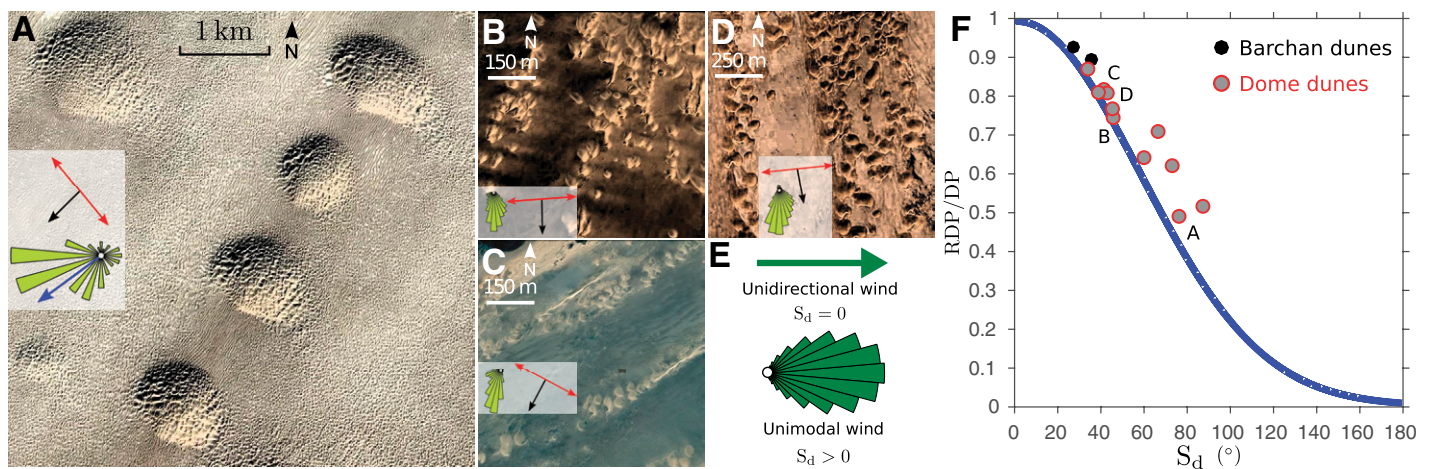 A
1 km
N
B
N
150 m
D
N
250 m
C
N
150 m
E
Unidirectional wind
S_d = 0
Unimodal wind
S_d > 0
F
1
0.9
0.8
0.7
0.6
0.5
0.4
0.3
0.2
0.1
0
RDP/DP
Barchan dunes
Dome dunes
C
D
B
A
0 20 40 60 80 100 120 140 160 180
S_d (°)